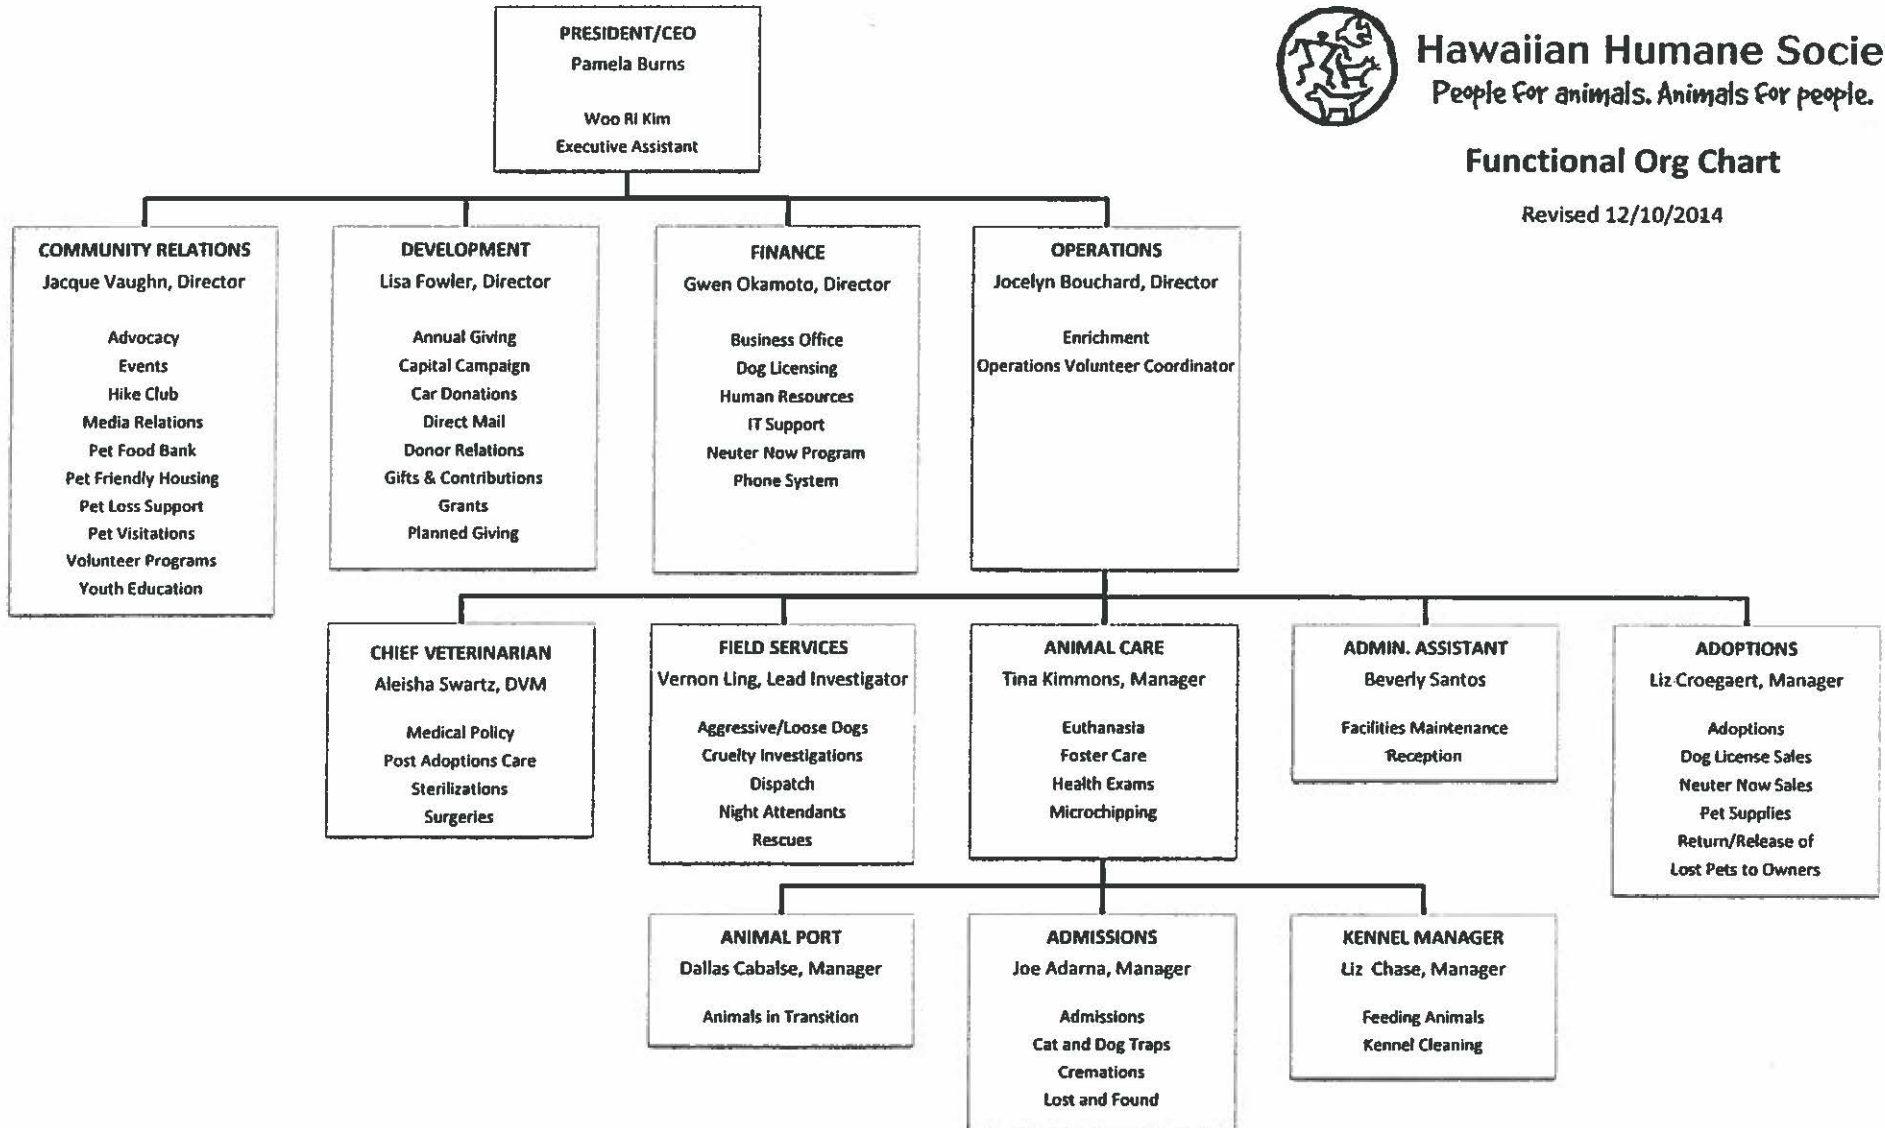 PRESIDENT/CEO
Pamela Burns
Woo Ri Kim
Executive Assistant
Hawaiian Humane Socie
People for animals. Animals for people.
Functional Org Chart
Revised 12/10/2014
COMMUNITY RELATIONS
Jacque Vaughn, Director
Advocacy
Events
Hike Club
Media Relations
Pet Food Bank
Pet Friendly Housing
Pet Loss Support
Pet Visitations
Volunteer Programs
Youth Education
DEVELOPMENT
Lisa Fowler, Director
Annual Giving
Capital Campaign
Car Donations
Direct Mail
Donor Relations
Gifts & Contributions
Grants
Planned Giving
FINANCE
Gwen Okamoto, Director
Business Office
Dog Licensing
Human Resources
IT Support
Neuter Now Program
Phone System
OPERATIONS
Jocelyn Bouchard, Director
Enrichment
Operations Volunteer Coordinator
CHIEF VETERINARIAN
Aleisha Swartz, DVM
Medical Policy
Post Adoptions Care
Sterilizations
Surgeries
FIELD SERVICES
Vernon Ling, Lead Investigator
Aggressive/Loose Dogs
Cruelty Investigations
Dispatch
Night Attendants
Rescues
ANIMAL CARE
Tina Kimmons, Manager
Euthanasia
Foster Care
Health Exams
Microchipping
ADMIN. ASSISTANT
Beverly Santos
Facilities Maintenance
Reception
ADOPTIONS
Liz Croegaert, Manager
Adoptions
Dog License Sales
Neuter Now Sales
Pet Supplies
Return/Release of
Lost Pets to Owners
ANIMAL PORT
Dallas Cabalse, Manager
Animals in Transition
ADMISSIONS
Joe Adarna, Manager
Admissions
Cat and Dog Traps
Cremations
Lost and Found
KENNEL MANAGER
Liz Chase, Manager
Feeding Animals
Kennel Cleaning